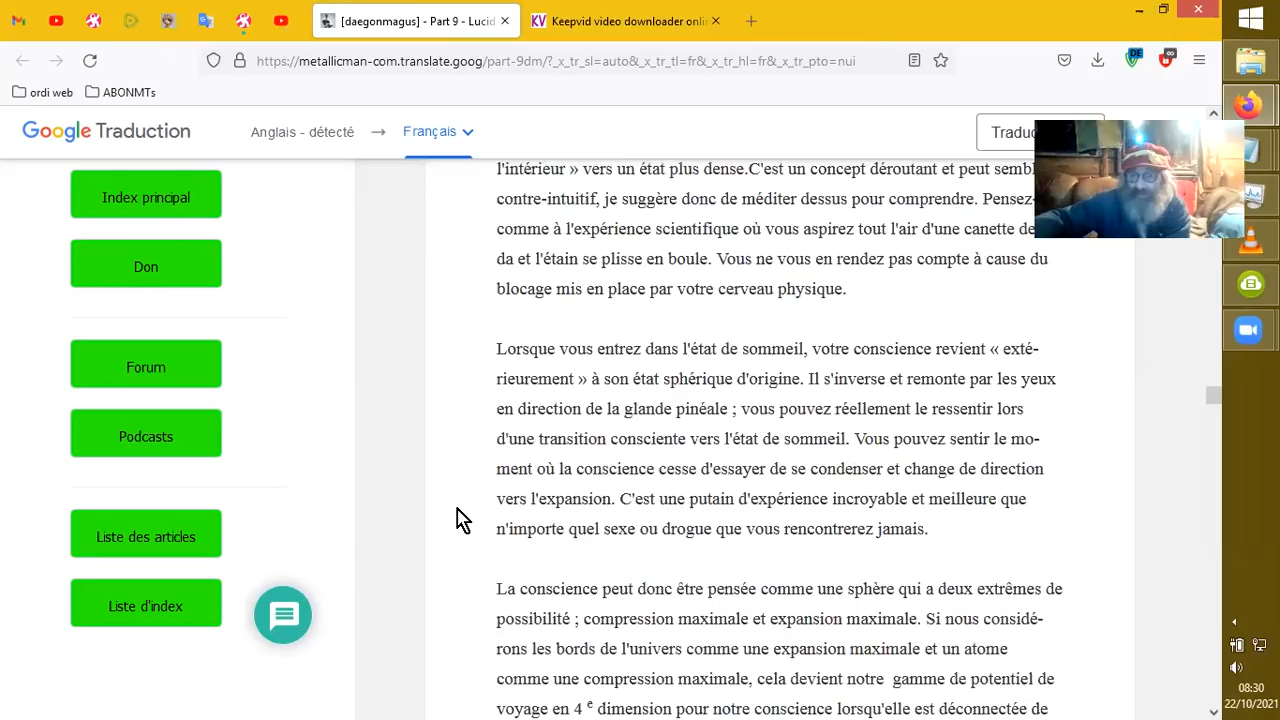 [daegonmagus] - Part 9 - Lucid
Keepvid video downloader onli
https://metallicman-com.translate.goog/part-9dm/?_x_tr_sl=auto&_x_tr_tl=fr&_x_tr_hl=fr&_x_tr_pto=nui
ordi web
ABONMTs
Google Traduction
Anglais - détecté
Français
Index principal
Don
Forum
Podcasts
Liste des articles
Liste d'index
l'intérieur » vers un état plus dense.C'est un concept déroutant et peut sembl
contre-intuitif, je suggère donc de méditer dessus pour comprendre. Pensez-
comme à l'expérience scientifique où vous aspirez tout l'air d'une canette de
da et l'étain se plisse en boule. Vous ne vous en rendez pas compte à cause du
blocage mis en place par votre cerveau physique.
Lorsque vous entrez dans l'état de sommeil, votre conscience revient « exté-
rieurement » à son état sphérique d'origine. Il s'inverse et remonte par les yeux
en direction de la glande pinéale ; vous pouvez réellement le ressentir lors
d'une transition consciente vers l'état de sommeil. Vous pouvez sentir le mo-
ment où la conscience cesse d'essayer de se condenser et change de direction
vers l'expansion. C'est une putain d'expérience incroyable et meilleure que
n'importe quel sexe ou drogue que vous rencontrerez jamais.
La conscience peut donc être pensée comme une sphère qui a deux extrêmes de
possibilité ; compression maximale et expansion maximale. Si nous considé-
rons les bords de l'univers comme une expansion maximale et un atome
comme une compression maximale, cela devient notre gamme de potentiel de
voyageen 4 e dimension pour notre conscience lorsqu'elle est déconnectée de
Traduc
DE
∞
KV
08:30
22/10/2021